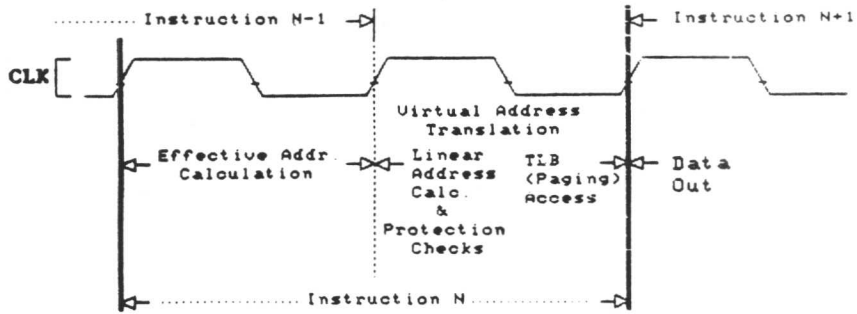 Instruction N-1
Instruction N+1
CLK
Virtual Address
Translation
Effective Addr.
Calculation
Linear
Address
Calc.
&
Protection
Checks
TLB
(Paging)
Access
Data
Out
Instruction N